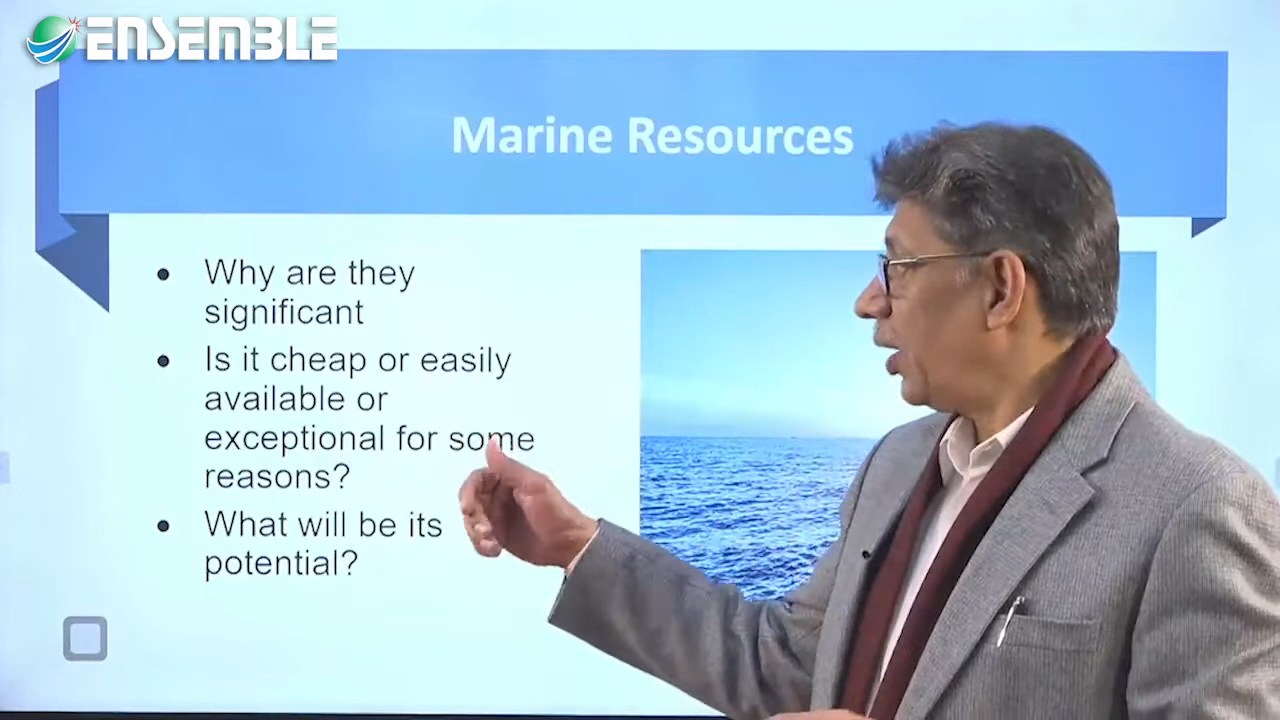 ENSEMBLE
Marine Resources
Why are they
significant
Is it cheap or easily
available or
exceptional for some
reasons?
What will be its
potential?